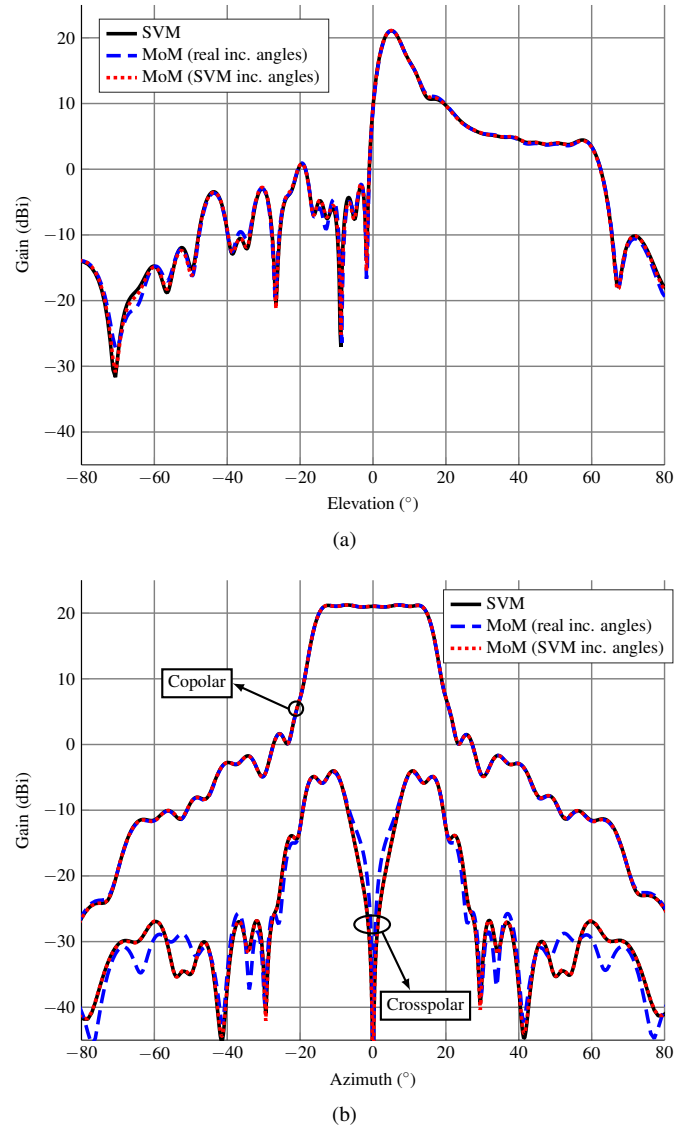 SVM
MoM (real inc. angles)
MoM (SVM inc. angles)
20
10
0
−10
−20
−30
−40
Gain (dBi)
−80 −60 −40 −20 0 20 40 60 80
Elevation (°)
(a)
SVM
MoM (real inc. angles)
MoM (SVM inc. angles)
Copolar
Crosspolar
20
10
0
−10
−20
−30
−40
Gain (dBi)
−80 −60 −40 −20 0 20 40 60 80
Azimuth (°)
(b)